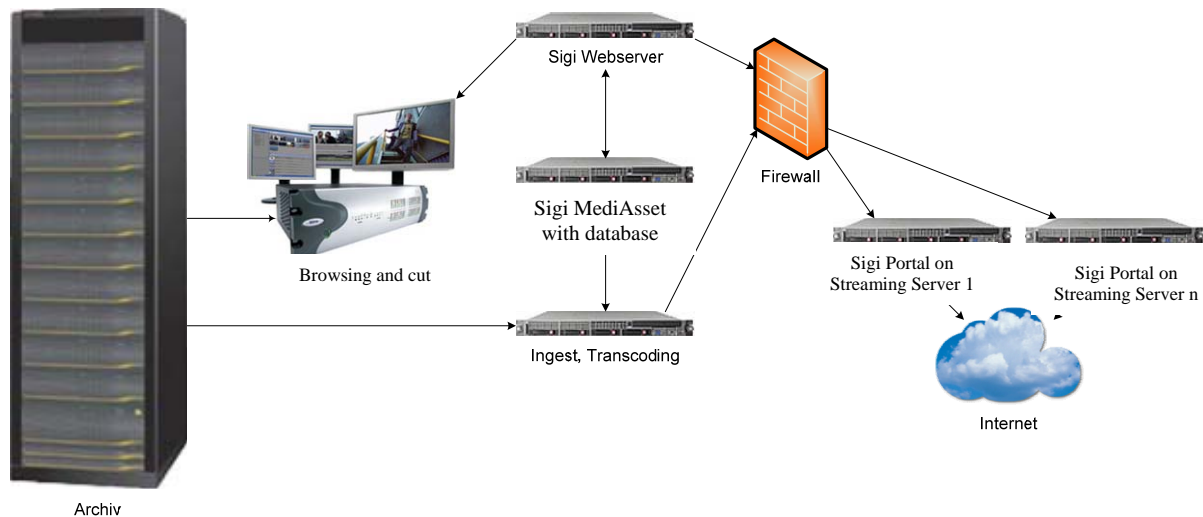 Sigi Webserver
Firewall
Sigi MediAsset
with database
Browsing and cut
Sigi Portal on
Streaming Server 1
Sigi Portal on
Streaming Server n
Ingest, Transcoding
Internet
Archiv